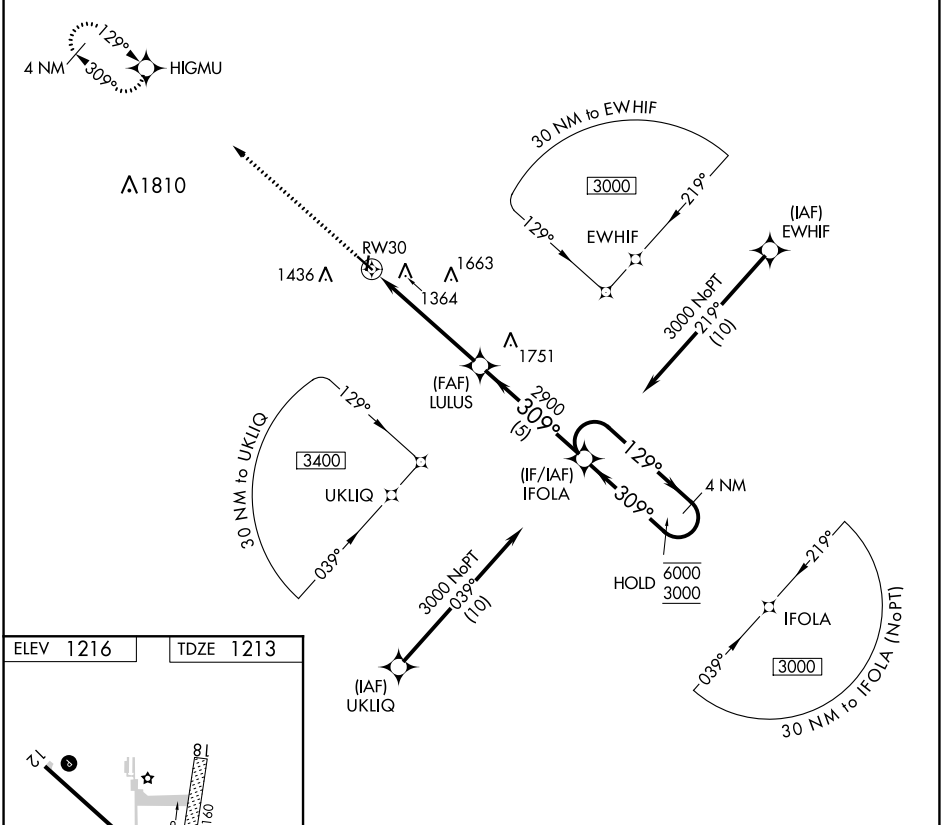 129°
309°
4 NM
HIGMU
1810
30 NM to EWHIF
3000
219°
129°
EWHIF
(IAF)
EWHIF
3000 NoPT
219°
(10)
RW30
1436
1364
1663
1751
(FAF)
LULUS
2900
309°
(5)
30 NM to UKLIQ
129°
3400
UKLIQ
039°
(IF/IAF)
IFOLA
129°
309°
4 NM
HOLD
6000
3000
3000 NoPT
039°
(10)
(IAF)
UKLIQ
219°
039°
IFOLA
3000
30 NM to IFOLA (NoPT)
ELEV 1216
TDZE 1213
12
P
18
160